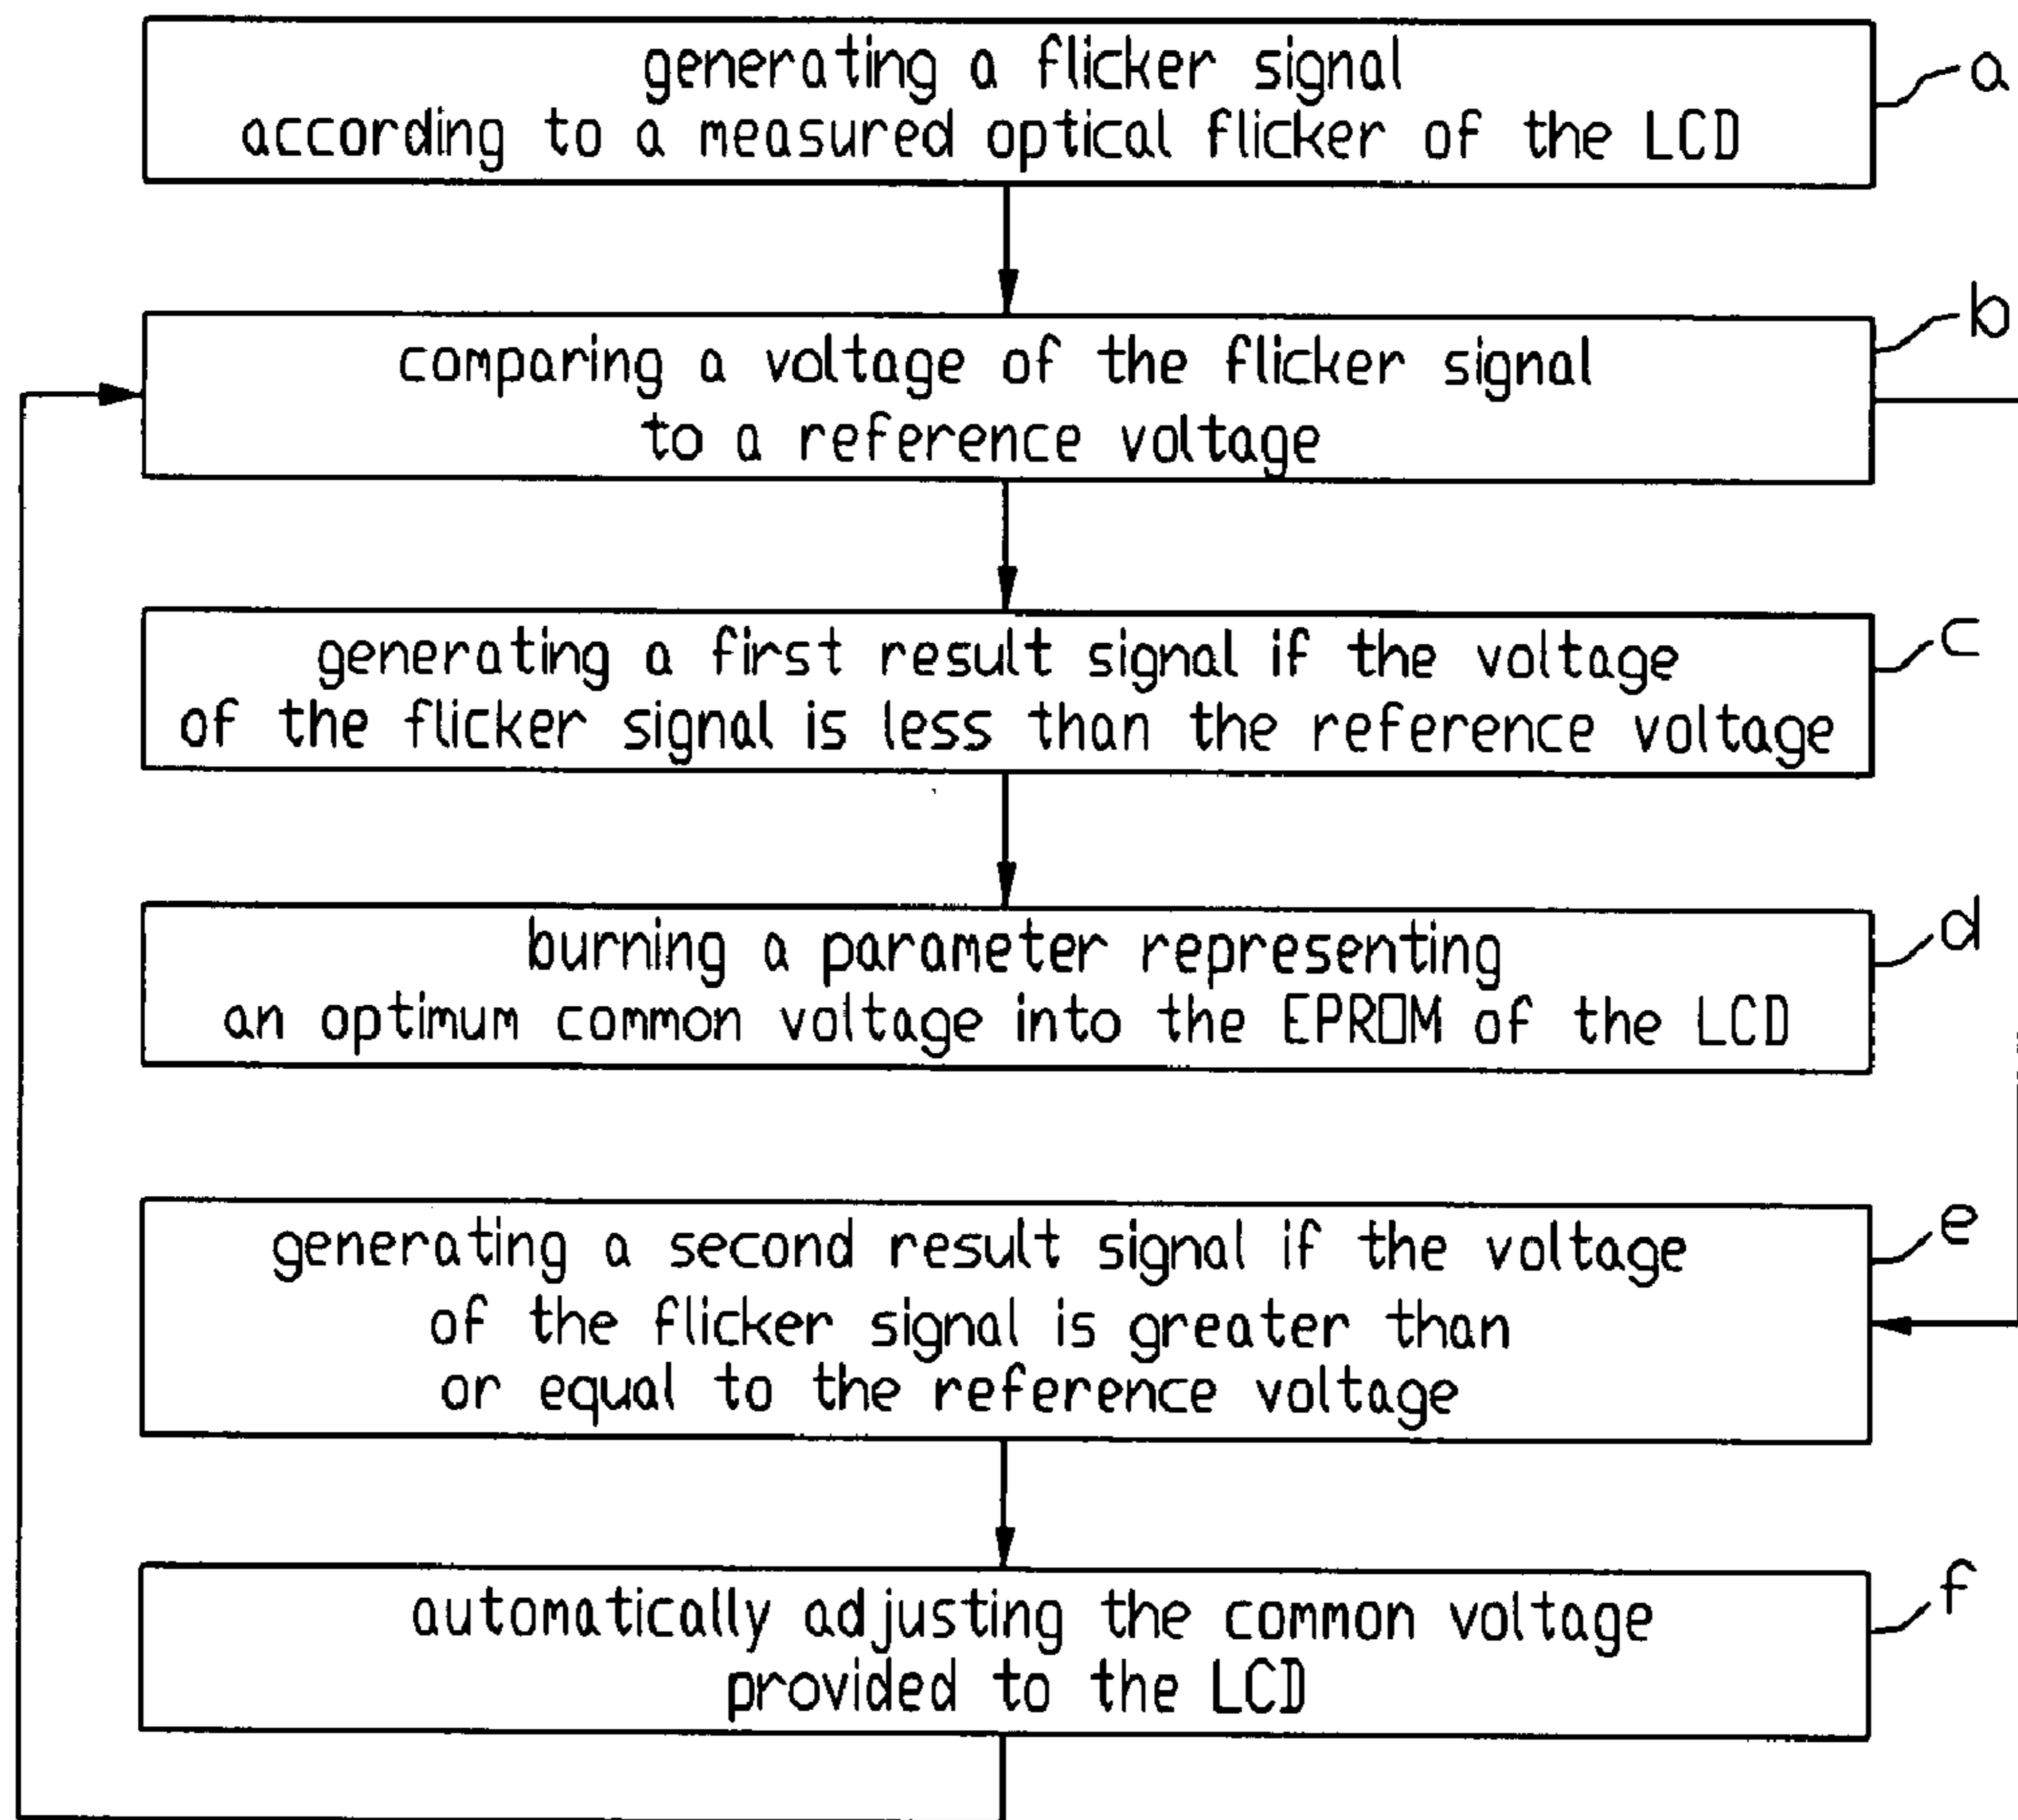 generating a flicker signal
according to a measured optical flicker of the LCD
a
comparing a voltage of the flicker signal
to a reference voltage
b
generating a first result signal if the voltage
of the flicker signal is less than the reference voltage
c
burning a parameter representing
an optimum common voltage into the EPROM of the LCD
d
generating a second result signal if the voltage
of the flicker signal is greater than
or equal to the reference voltage
e
automatically adjusting the common voltage
provided to the LCD
f